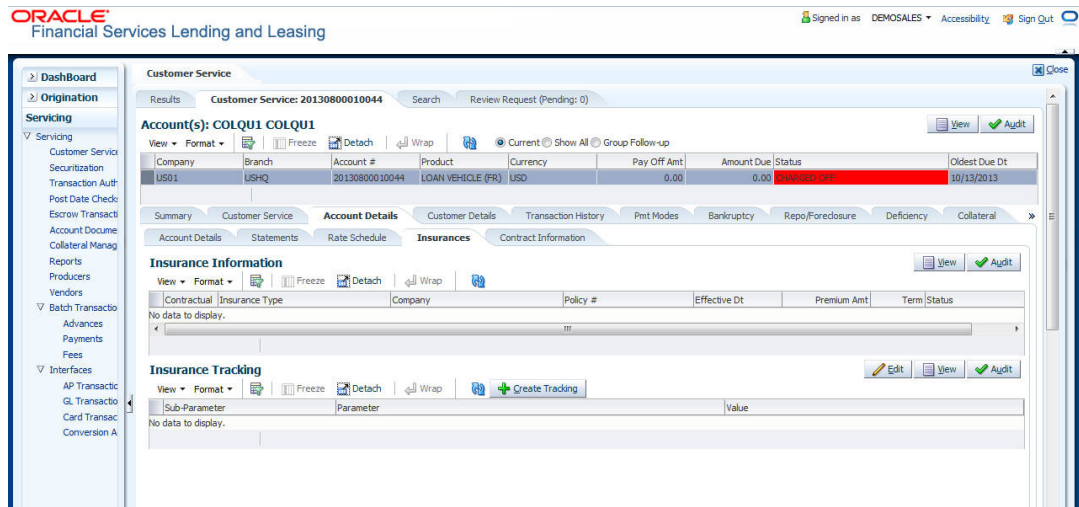 ORACLE
Financial Services Lending and Leasing
Signed in as DEMOSALES Accessibility Sign Out
Close
DashBoard
Origination
Servicing
Servicing
Customer Service
Securitization
Transaction Auth
Post Date Checks
Escrow Transacti
Account Docume
Collateral Manag
Reports
Producers
Vendors
Batch Transactio
Advances
Payments
Fees
Interfaces
AP Transactic
GL Transactio
Card Transac
Conversion A
Customer Service
Results Customer Service: 20130800010044 Search Review Request (Pending: 0)
Account(s): COLQU1 COLQU1
View Audit
View Format Freeze Detach Wrap Current Show All Group Follow-up
Company Branch Account # Product Currency Pay Off Amt Amount Due Status Oldest Due Dt
US01 USHQ 20130800010044 LOAN VEHICLE (FR) USD 0.00 0.00 CHARGED OFF 10/13/2013
Summary Customer Service Account Details Customer Details Transaction History Pmt Modes Bankruptcy Repo/Foreclosure Deficiency Collateral »
Account Details Statements Rate Schedule Insurances Contract Information
Insurance Information
View Audit
View Format Freeze Detach Wrap
Contractual Insurance Type Company Policy # Effective Dt Premium Amt Term Status
No data to display.
Insurance Tracking
Edit View Audit
View Format Freeze Detach Wrap Create Tracking
Sub-Parameter Parameter Value
No data to display.